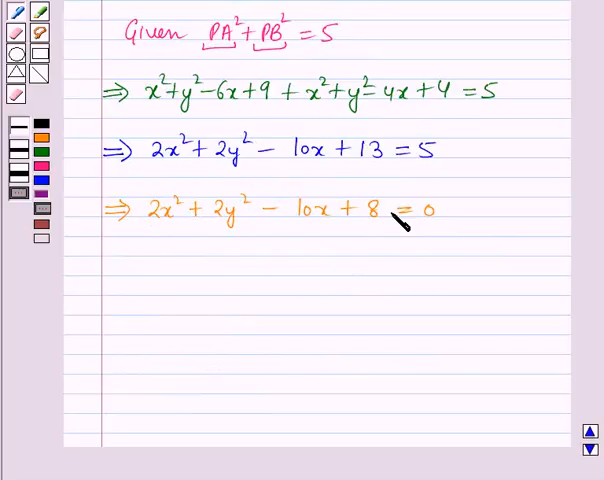 Given PA² + PB² = 5
⇒ x² + y² - 6x + 9 + x² + y² - 4x + 4 = 5
⇒ 2x² + 2y² - 10x + 13 = 5
⇒ 2x² + 2y² - 10x + 8 = 0